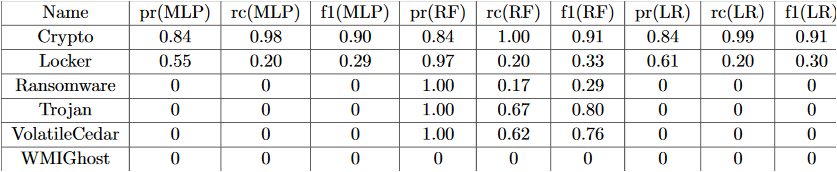 Name pr(MLP) rc(MLP) f1(MLP) pr(RF) rc(RF) f1(RF) pr(LR) rc(LR) f1(LR)
Crypto 0.84 0.98 0.90 0.84 1.00 0.91 0.84 0.99 0.91
Locker 0.55 0.20 0.29 0.97 0.20 0.33 0.61 0.20 0.30
Ransomware 0 0 0 1.00 0.17 0.29 0 0 0
Trojan 0 0 0 1.00 0.67 0.80 0 0 0
VolatileCedar 0 0 0 1.00 0.62 0.76 0 0 0
WMIGhost 0 0 0 0 0 0 0 0 0